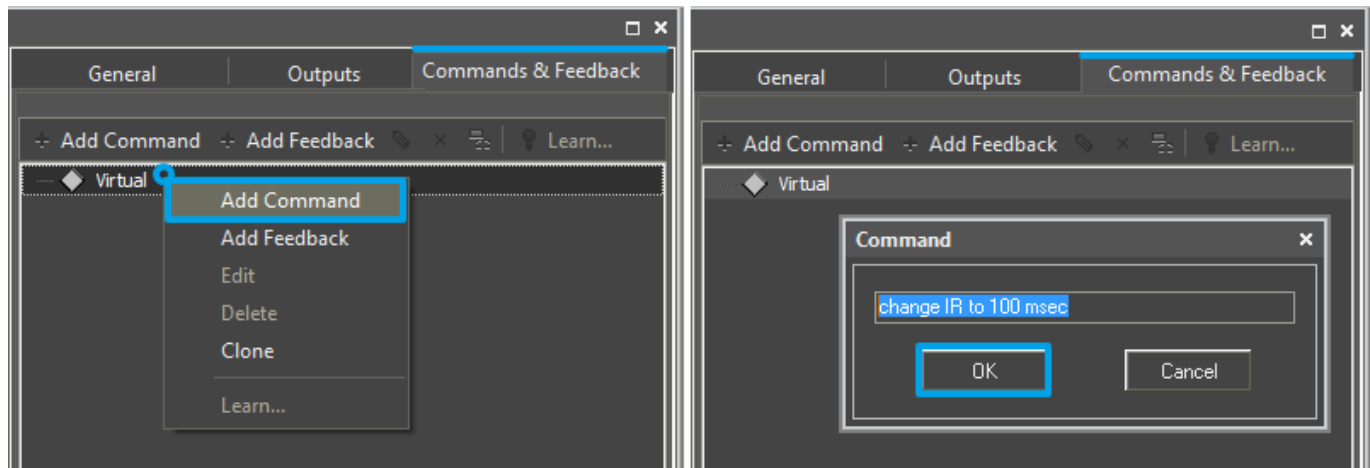 General Outputs Commands & Feedback
Add Command Add Feedback Learn...
Virtual
Add Command
Add Feedback
Edit
Delete
Clone
Learn...
General Outputs Commands & Feedback
Add Command Add Feedback Learn...
Virtual
Command
change IR to 100 msec
OK Cancel